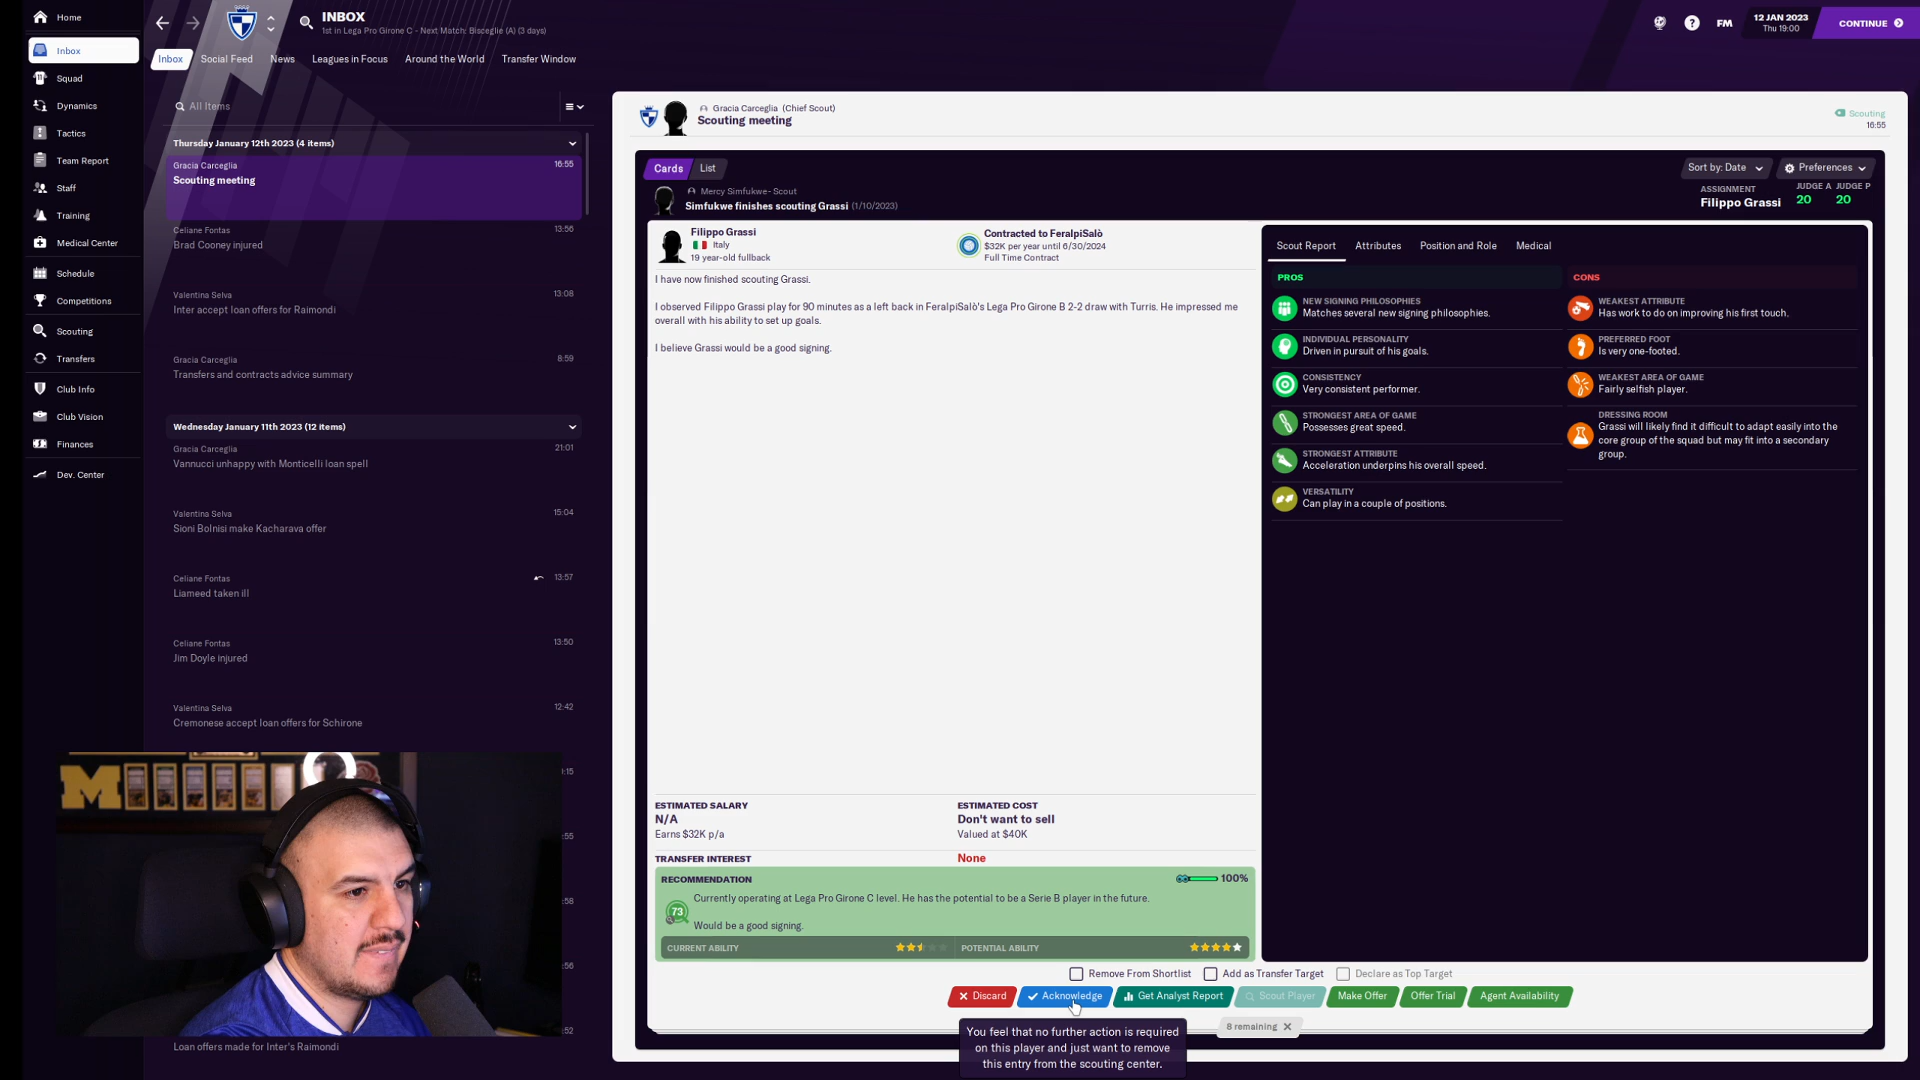 Home
Inbox
Squad
Dynamics
Tactics
Team Report
Staff
Training
Medical Center
Schedule
Competitions
Scouting
Transfers
Club Info
Club Vision
Finances
Dev. Center
INBOX
1st in Lega Pro Girone C - Next Match: Bisceglie (A) (3 days)
FM
12 JAN 2023
Thu 19:00
CONTINUE
Inbox
Social Feed
News
Leagues in Focus
Around the World
Transfer Window
All Items
Thursday January 12th 2023 (4 items)
Gracia Carceglia 16:55
Scouting meeting
Celiane Fontas 13:56
Brad Cooney injured
Valentina Selva 13:08
Inter accept loan offers for Raimondi
Gracia Carceglia 8:59
Transfers and contracts advice summary
Wednesday January 11th 2023 (12 items)
Gracia Carceglia 21:01
Vannucci unhappy with Monticelli loan spell
Valentina Selva 15:04
Sioni Bolnisi make Kacharava offer
Celiane Fontas 13:57
Liameed taken ill
Celiane Fontas 13:50
Jim Doyle injured
Valentina Selva 12:42
Cremonese accept loan offers for Schirone
:15
:55
:58
:56
:52
Loan offers made for Inter's Raimondi
M
Gracia Carceglia (Chief Scout)
Scouting meeting
Scouting
16:55
Cards
List
Sort by: Date
Preferences
Mercy Simfukwe- Scout
Simfukwe finishes scouting Grassi (1/10/2023)
ASSIGNMENT
Filippo Grassi
JUDGE A JUDGE P
20 20
Filippo Grassi
Italy
19 year-old fullback
Contracted to FeralpiSalò
$32K per year until 6/30/2024
Full Time Contract
I have now finished scouting Grassi.
I observed Filippo Grassi play for 90 minutes as a left back in FeralpiSalò's Lega Pro Girone B 2-2 draw with Turris. He impressed me
overall with his ability to set up goals.
I believe Grassi would be a good signing.
Scout Report
Attributes
Position and Role
Medical
PROS
NEW SIGNING PHILOSOPHIES
Matches several new signing philosophies.
INDIVIDUAL PERSONALITY
Driven in pursuit of his goals.
CONSISTENCY
Very consistent performer.
STRONGEST AREA OF GAME
Possesses great speed.
STRONGEST ATTRIBUTE
Acceleration underpins his overall speed.
VERSATILITY
Can play in a couple of positions.
CONS
WEAKEST ATTRIBUTE
Has work to do on improving his first touch.
PREFERRED FOOT
Is very one-footed.
WEAKEST AREA OF GAME
Fairly selfish player.
DRESSING ROOM
Grassi will likely find it difficult to adapt easily into the
core group of the squad but may fit into a secondary
group.
ESTIMATED SALARY
N/A
Earns $32K p/a
ESTIMATED COST
Don't want to sell
Valued at $40K
TRANSFER INTEREST
None
RECOMMENDATION
100%
73
Currently operating at Lega Pro Girone C level. He has the potential to be a Serie B player in the future.
Would be a good signing.
CURRENT ABILITY
POTENTIAL ABILITY
Remove From Shortlist
Add as Transfer Target
Declare as Top Target
Discard
Acknowledge
Get Analyst Report
Scout Player
Make Offer
Offer Trial
Agent Availability
8 remaining
You feel that no further action is required
on this player and just want to remove
this entry from the scouting center.